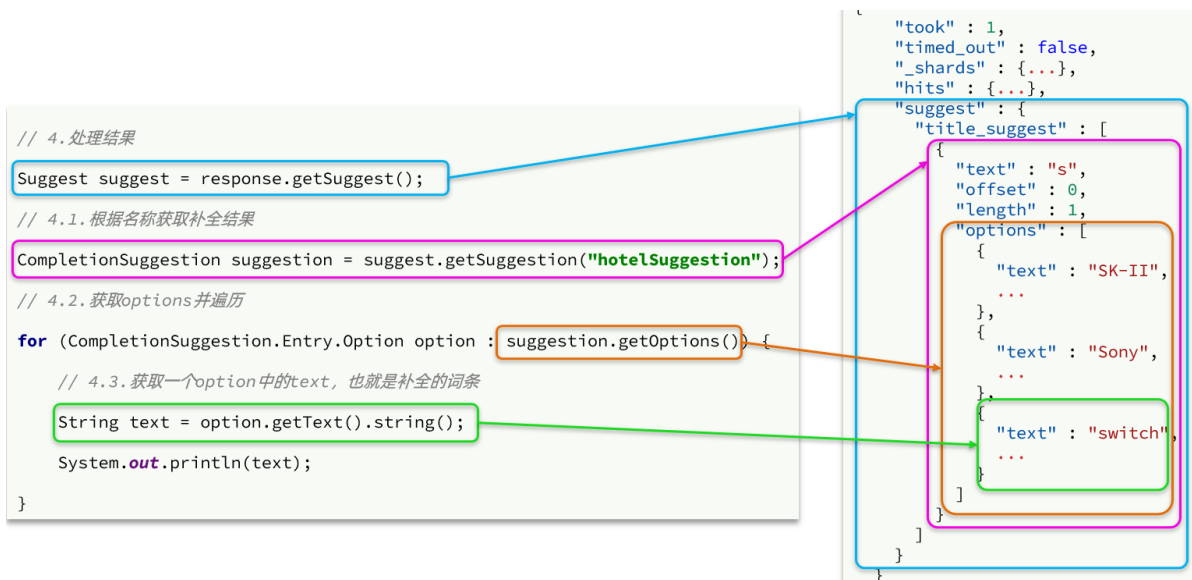 // 4.处理结果
Suggest suggest = response.getSuggest();
// 4.1.根据名称获取补全结果
CompletionSuggestion suggestion = suggest.getSuggestion("hotelSuggestion");
// 4.2.获取options并遍历
for (CompletionSuggestion.Entry.Option option : suggestion.getOptions()) {
// 4.3.获取一个option中的text，也就是补全的词条
String text = option.getText().string();
System.out.println(text);
}
{
"took" : 1,
"timed_out" : false,
"_shards" : {...},
"hits" : {...},
"suggest" : {
"title_suggest" : [
{
"text" : "s",
"offset" : 0,
"length" : 1,
"options" : [
{
"text" : "SK-II",
...
},
{
"text" : "Sony",
...
},
{
"text" : "switch",
...
}
]
}
]
}
}